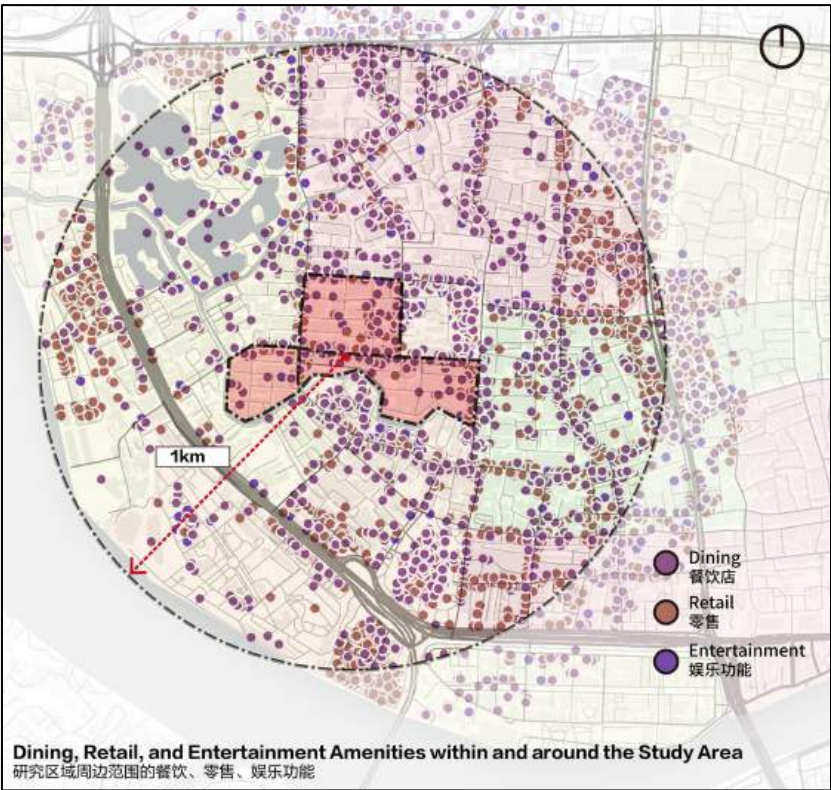 1km
Dining
餐饮店
Retail
零售
Entertainment
娱乐功能
Dining, Retail, and Entertainment Amenities within and around the Study Area
研究区域周边范围的餐饮、零售、娱乐功能